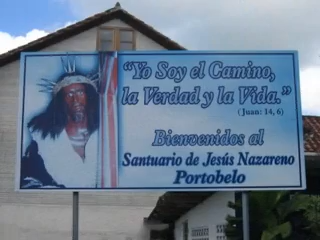 “Yo Soy el Camino,
la Verdad y la Vida.”
(Juan: 14, 6)
Bienvenidos al
Santuario de Jesús Nazareno
Portobelo